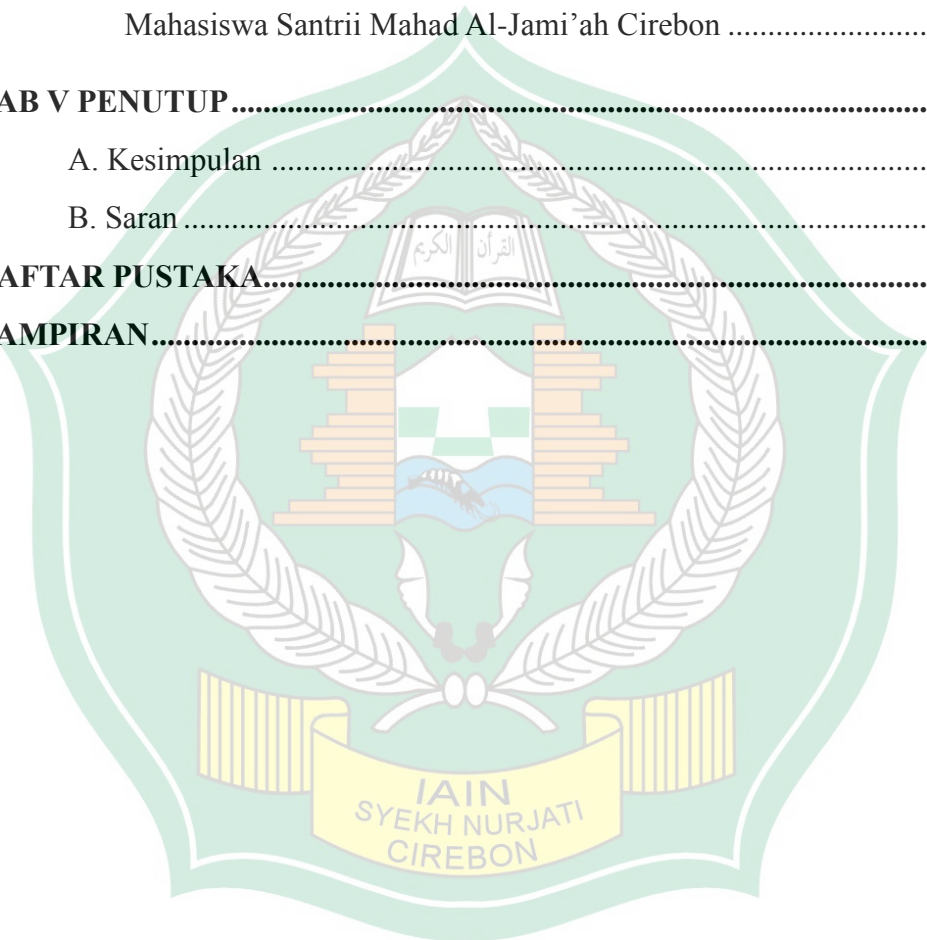 Mahasiswa Santrii Mahad Al-Jami’ah Cirebon ........................
AB V PENUTUP......................................................................................
A. Kesimpulan .................................................................................
B. Saran ............................................................................................
AFTAR PUSTAKA..................................................................................
AMPIRAN................................................................................................
القرآن الكريم
IAIN
SYEKH NURJATI
CIREBON